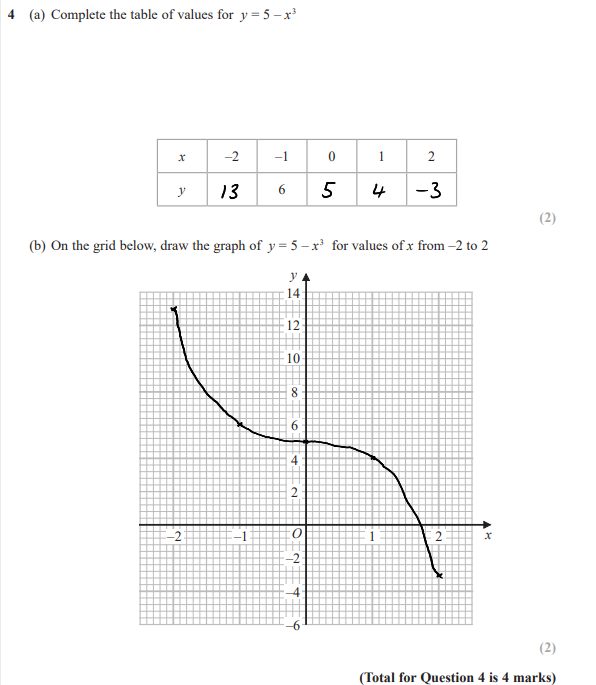 4 (a) Complete the table of values for y = 5 – x³
x –2 –1 0 1 2
y 13 6 5 4 –3
(2)
(b) On the grid below, draw the graph of y = 5 – x³ for values of x from –2 to 2
y
14
12
10
8
6
4
2
–2 –1 O 1 2 x
–2
–4
–6
(2)
(Total for Question 4 is 4 marks)